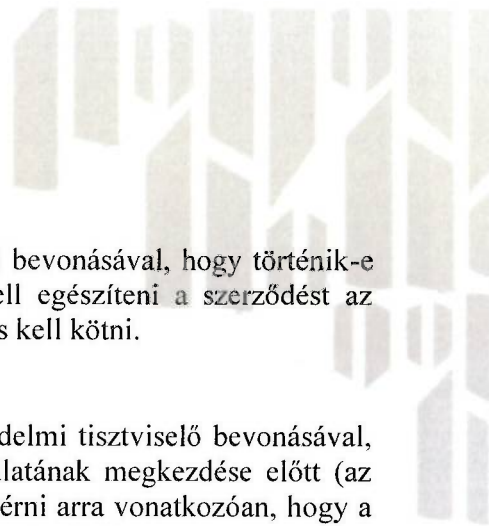 bevonásával, hogy történik-e
ell egészíteni a szerződést az
s kell kötni.
delmi tisztviselő bevonásával,
latának megkezdése előtt (az
érni arra vonatkozóan, hogy a